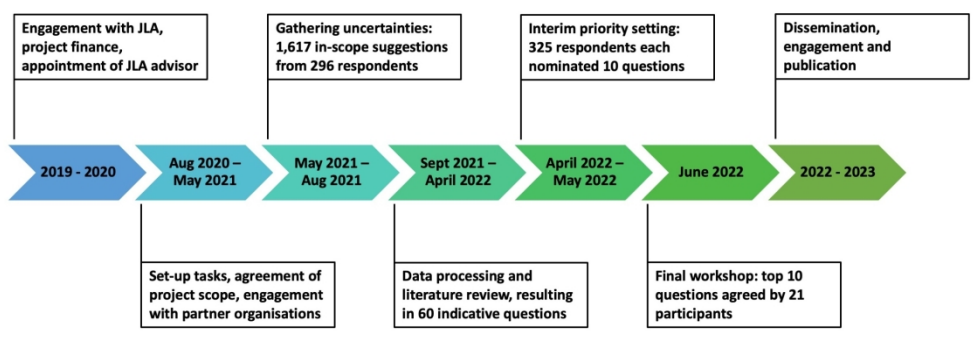 Engagement with JLA,
project finance,
appointment of JLA advisor
Gathering uncertainties:
1,617 in-scope suggestions
from 296 respondents
Interim priority setting:
325 respondents each
nominated 10 questions
Dissemination,
engagement and
publication
2019 - 2020
Aug 2020 –
May 2021
May 2021 –
Aug 2021
Sept 2021 –
April 2022
April 2022 –
May 2022
June 2022
2022 - 2023
Set-up tasks, agreement of
project scope, engagement
with partner organisations
Data processing and
literature review, resulting
in 60 indicative questions
Final workshop: top 10
questions agreed by 21
participants